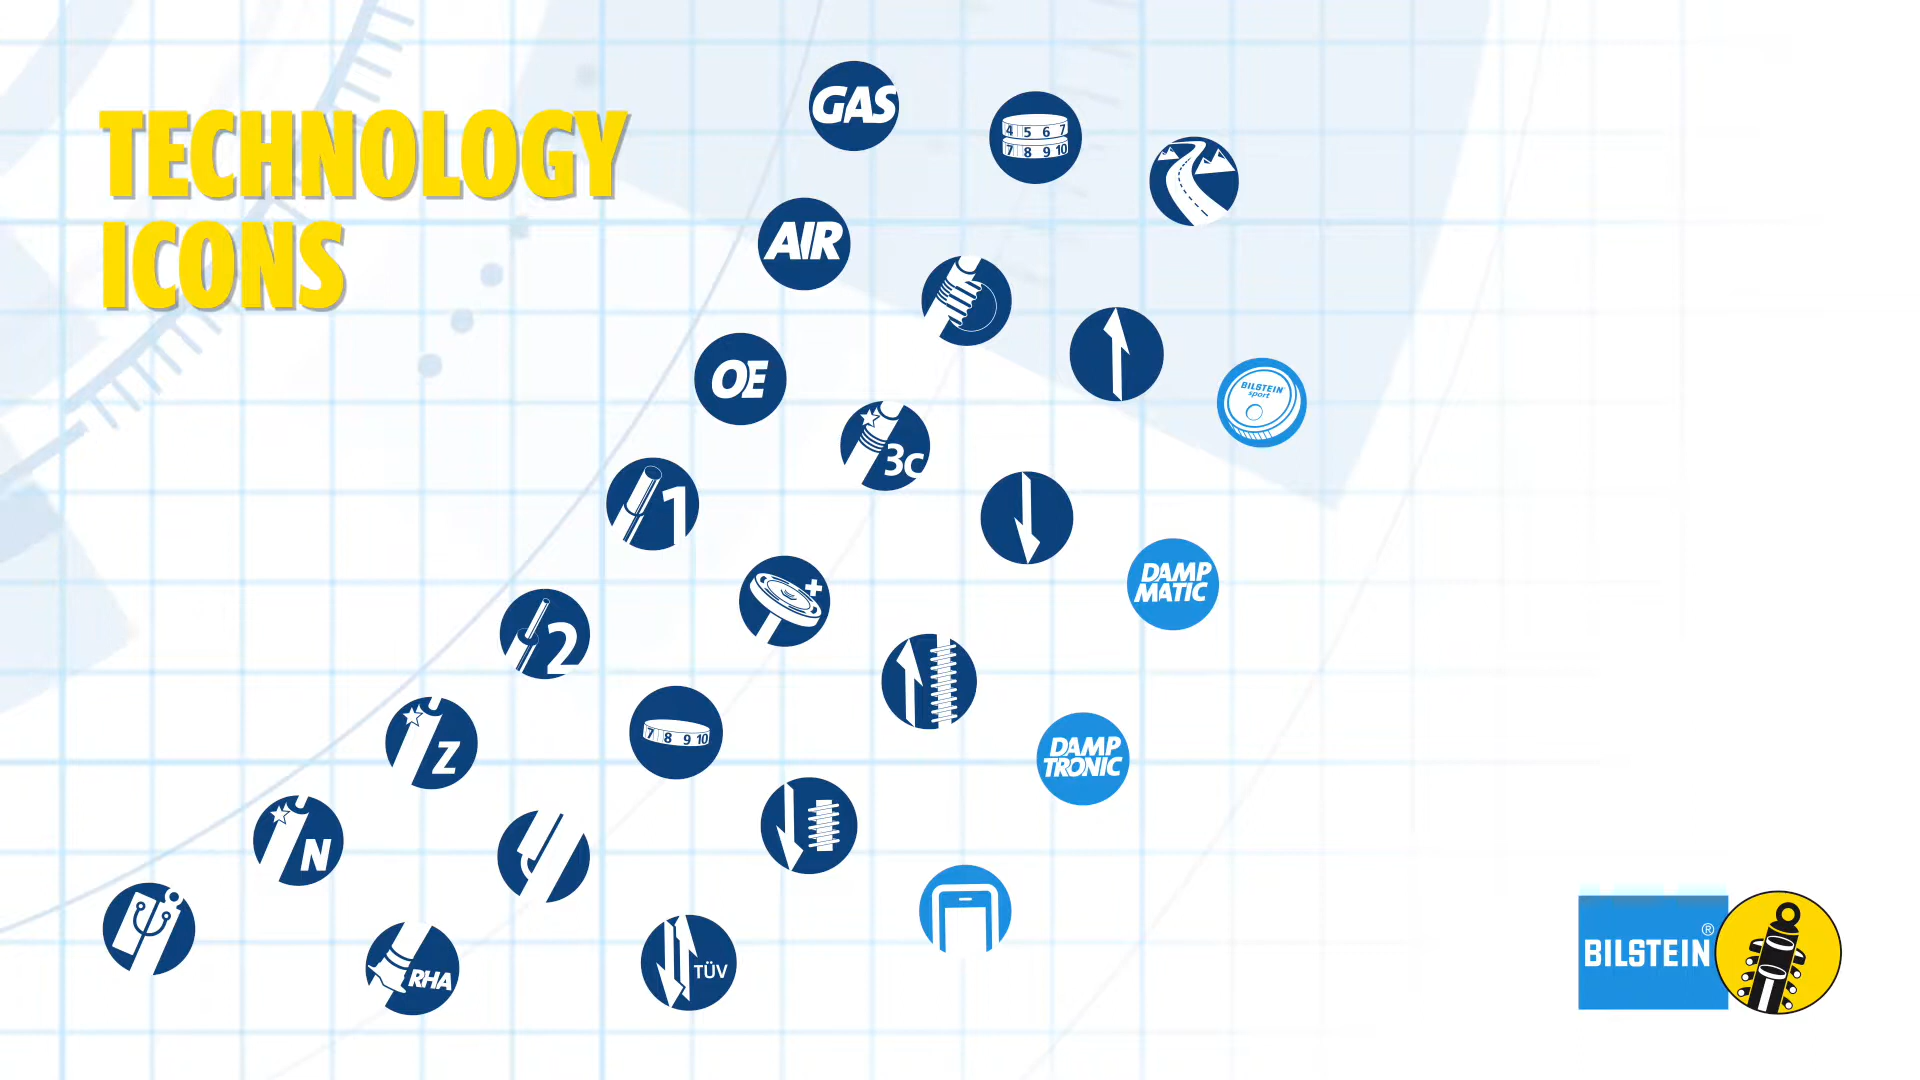 TECHNOLOGY
ICONS
GAS
4 5 6 7
7 8 9 10
AIR
OE
BILSTEIN
sport
3C
1
DAMP
MATIC
2
Z
7 8 9 10
DAMP
TRONIC
N
RHA
TÜV
BILSTEIN®